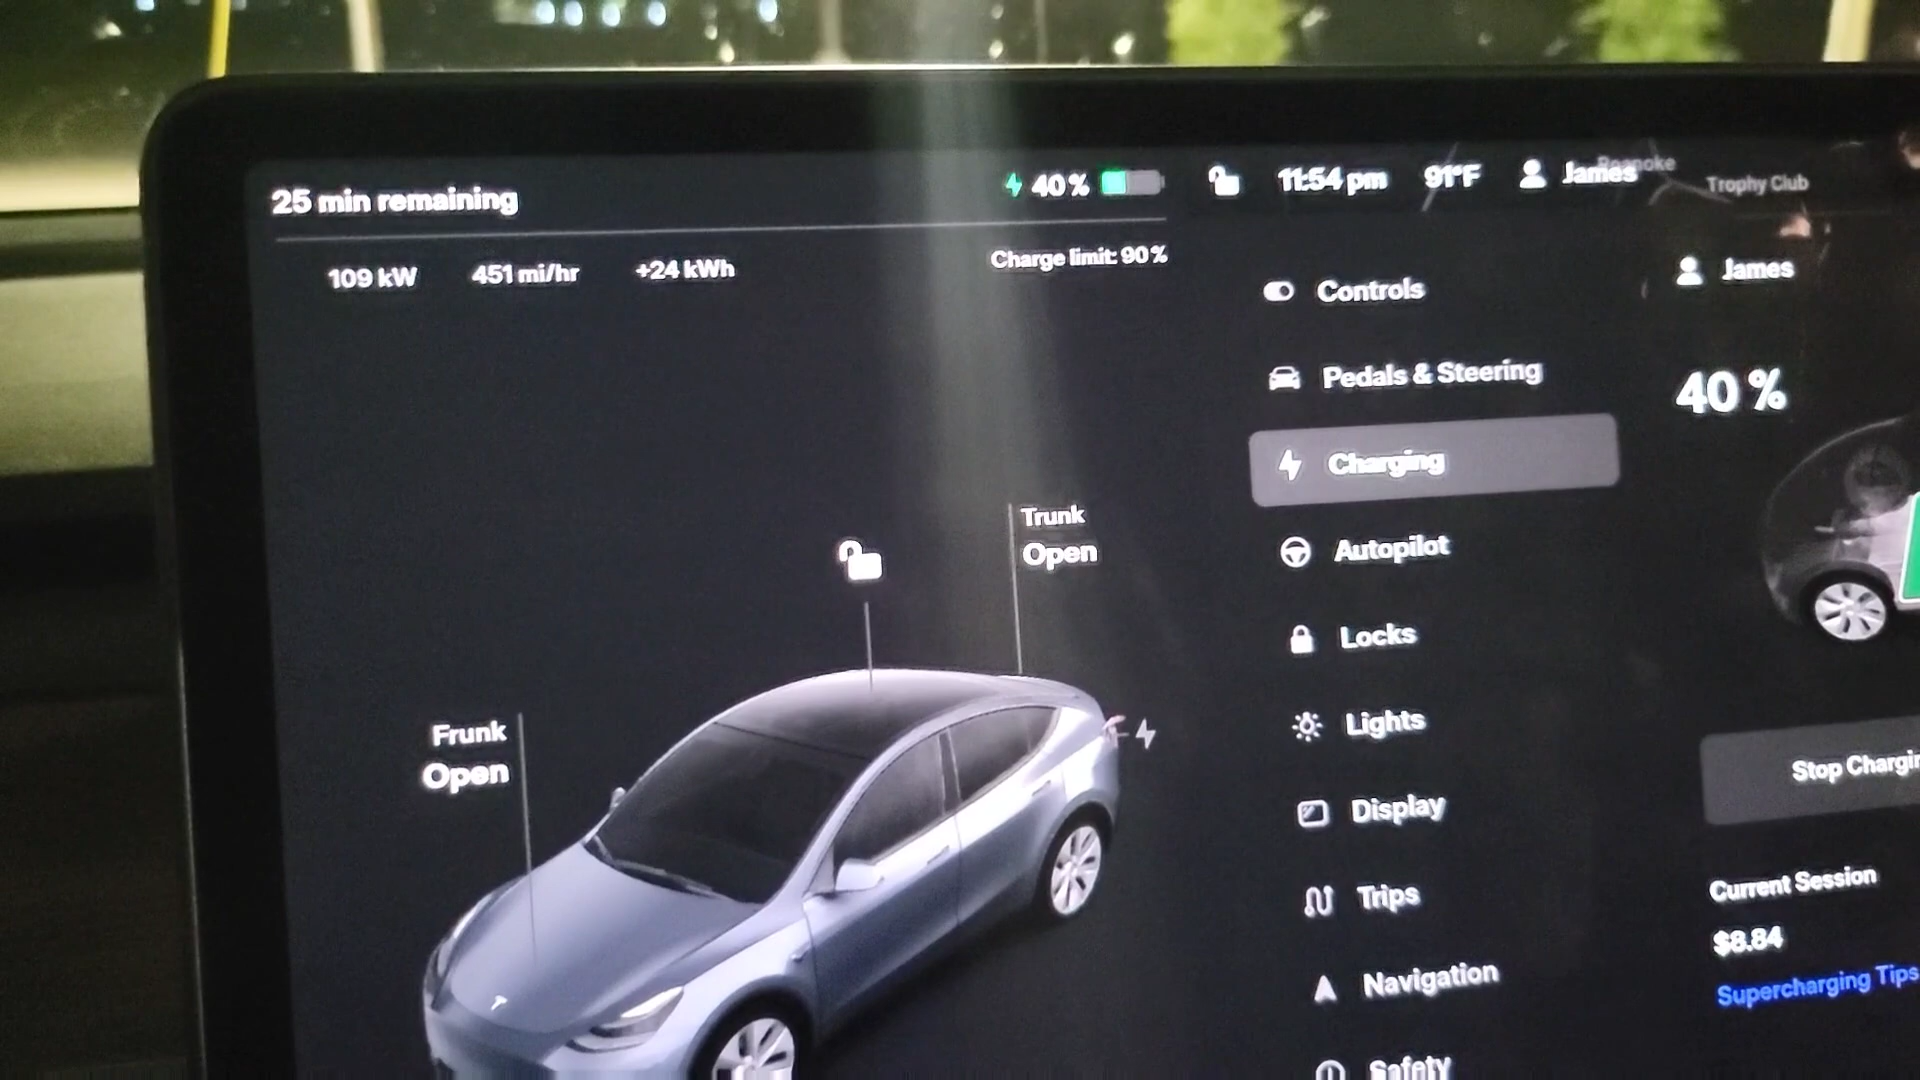 25 min remaining
40 %
11:54 pm
91°F
James
Roanoke
Trophy Club
109 kW
451 mi/hr
+24 kWh
Charge limit: 90 %
Controls
James
Pedals & Steering
40 %
Charging
Trunk
Open
Autopilot
Locks
Frunk
Open
Lights
Stop Chargin
Display
Current Session
Trips
$8.84
Navigation
Supercharging Tips
Safety